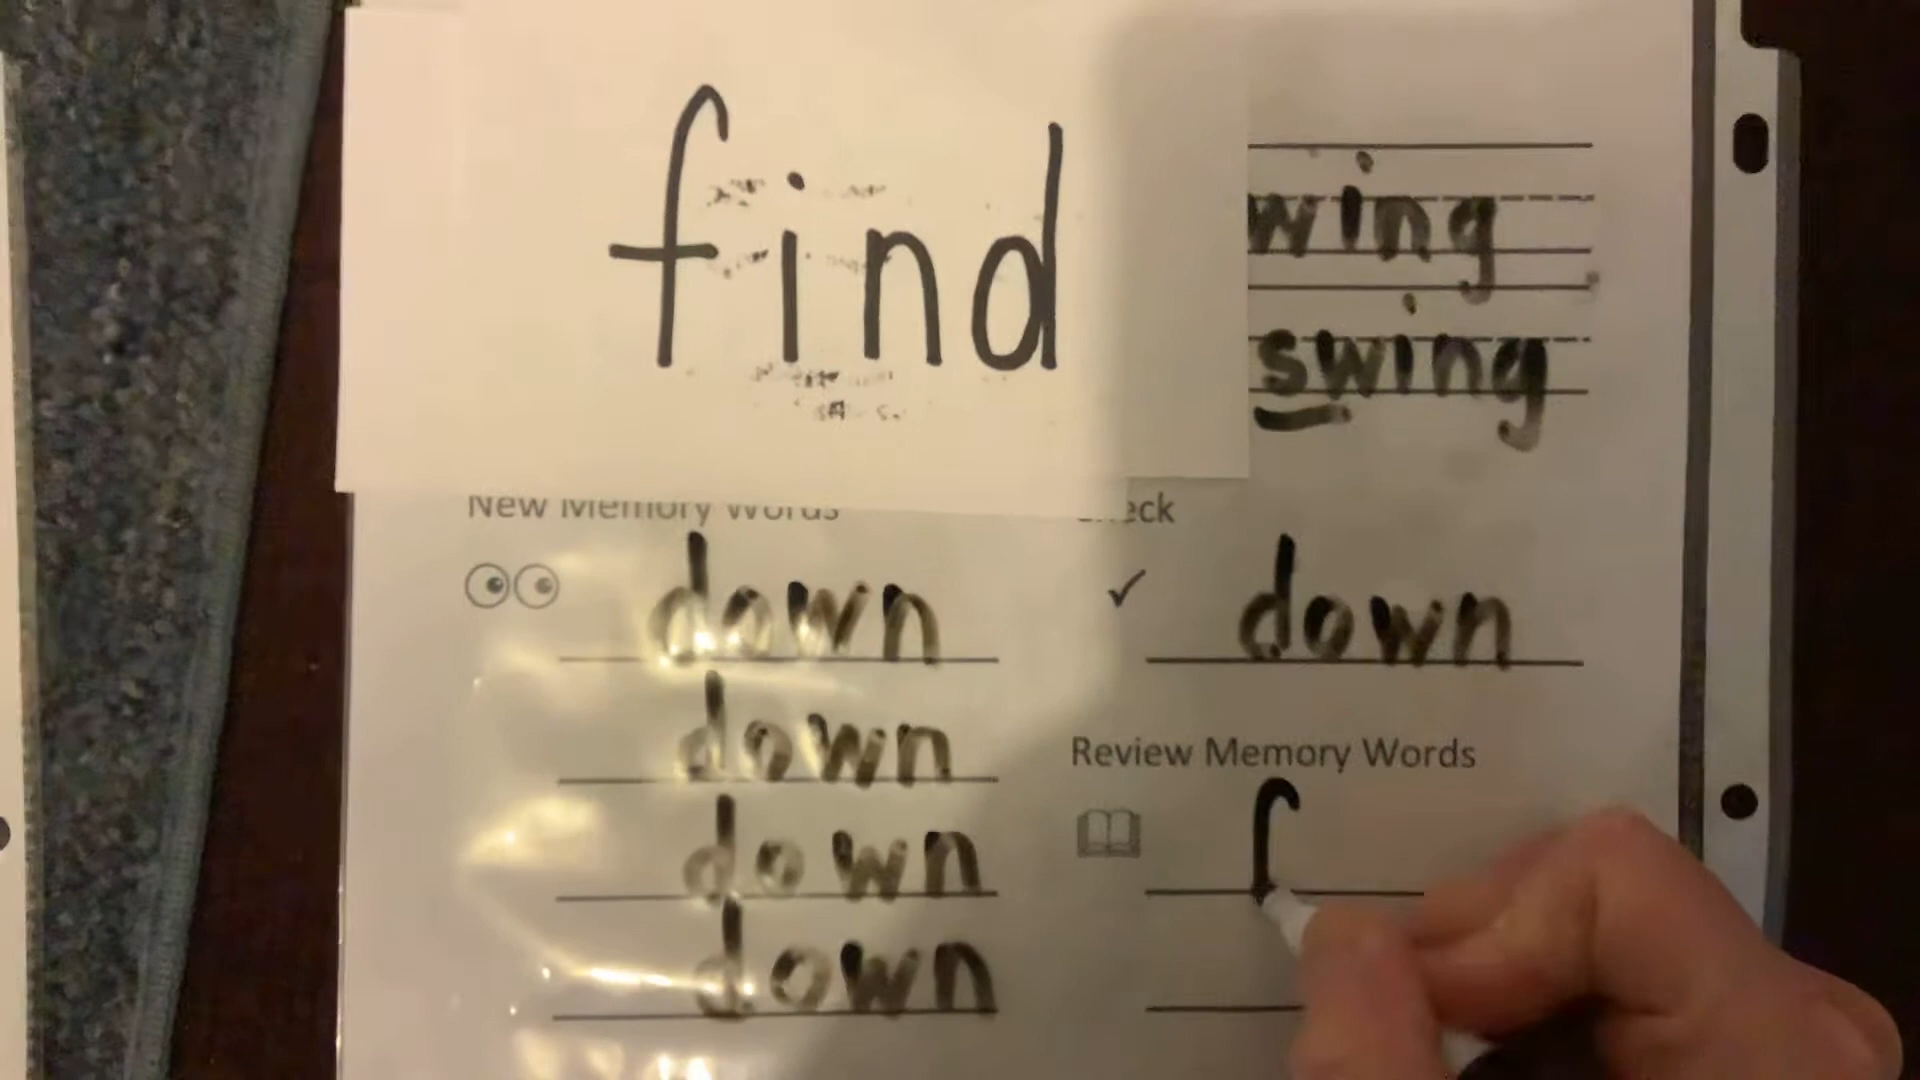 find
wing
swing
New Memory Words
down
down
down
down
down
Review Memory Words
f